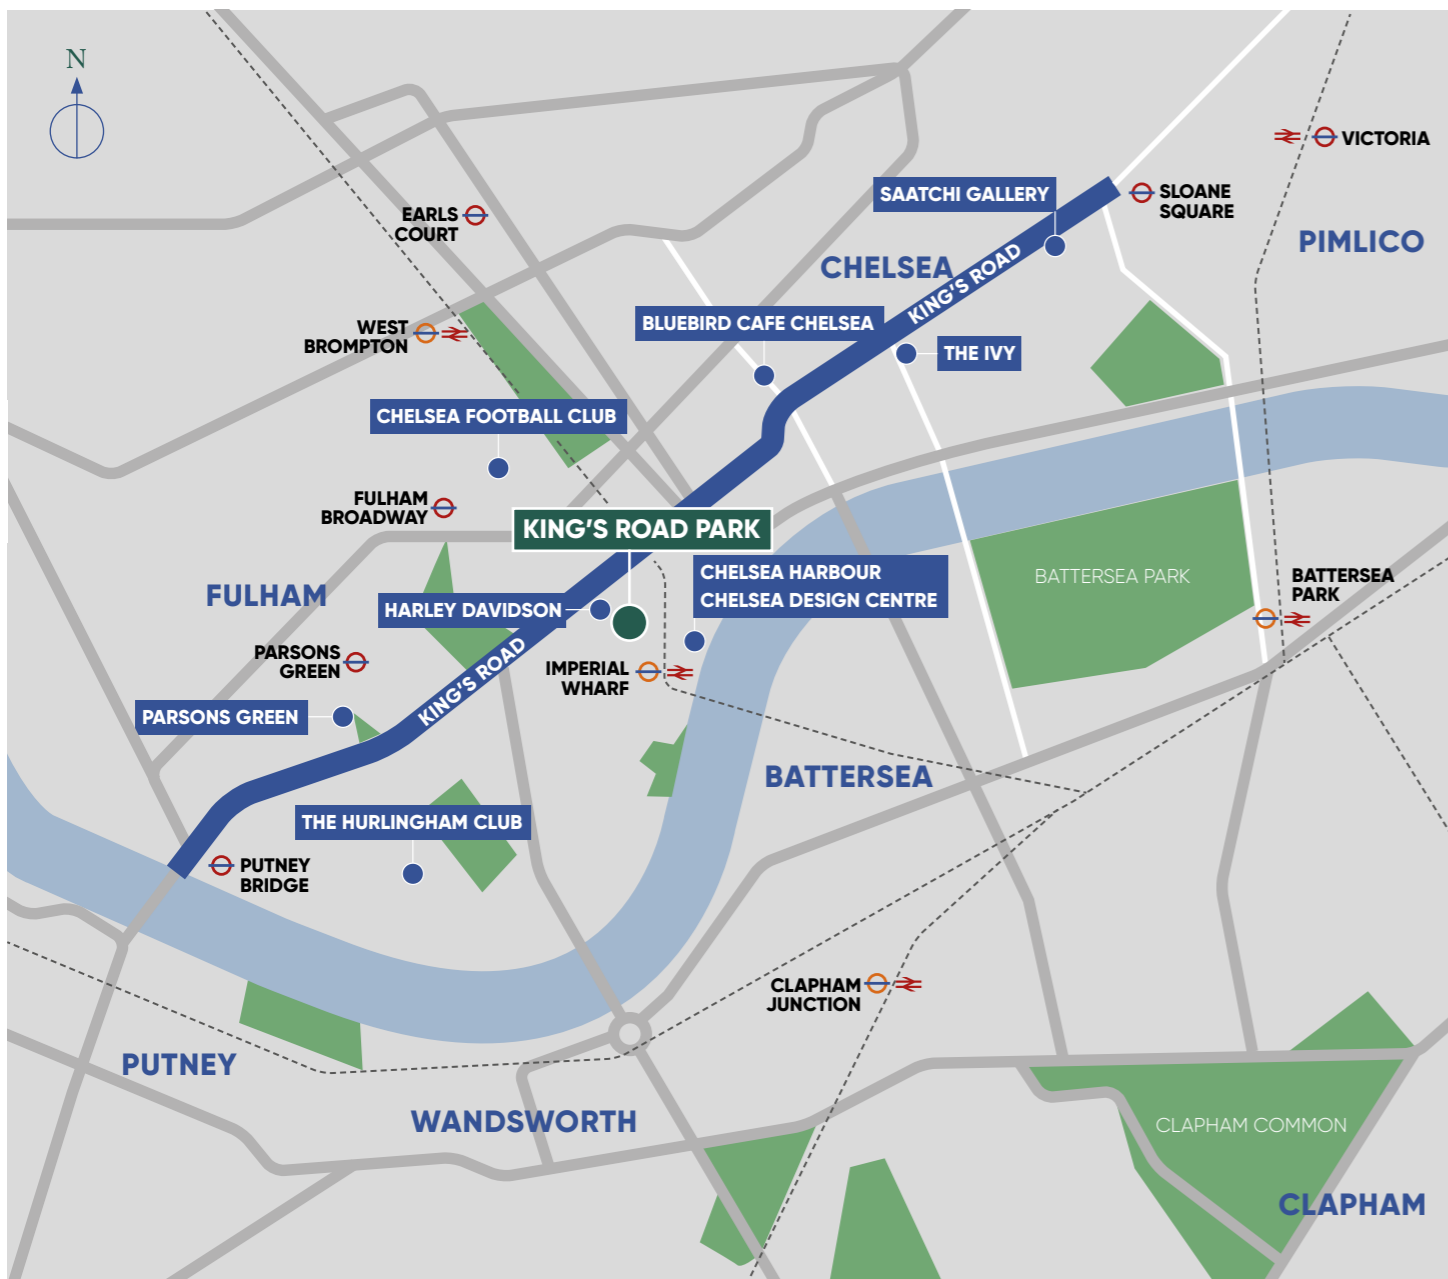 N
VICTORIA
SAATCHI GALLERY
SLOANE
SQUARE
EARLS
COURT
PIMLICO
CHELSEA
KING'S ROAD
BLUEBIRD CAFE CHELSEA
WEST
BROMPTON
THE IVY
CHELSEA FOOTBALL CLUB
FULHAM
BROADWAY
KING'S ROAD PARK
CHELSEA HARBOUR
CHELSEA DESIGN CENTRE
BATTERSEA PARK
BATTERSEA
PARK
FULHAM
HARLEY DAVIDSON
PARSONS
GREEN
IMPERIAL
WHARF
KING'S ROAD
PARSONS GREEN
BATTERSEA
THE HURLINGHAM CLUB
PUTNEY
BRIDGE
CLAPHAM
JUNCTION
PUTNEY
WANDSWORTH
CLAPHAM COMMON
CLAPHAM